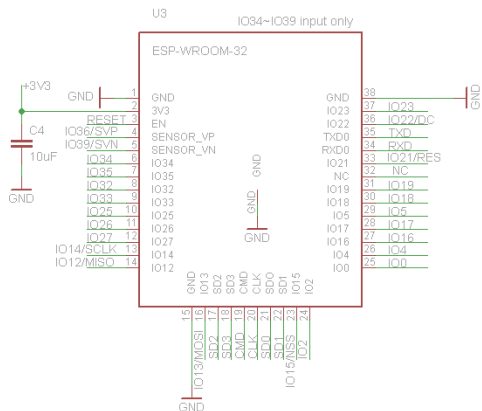 U3
IO34~IO39 input only
ESP-WROOM-32
+3V3
C4
10uF
GND
GND 1 GND
2 3V3
RESET 3 EN
IO36/SVP 4 SENSOR_VP
IO39/SVN 5 SENSOR_VN
IO34 6 IO34
IO35 7 IO35
IO32 8 IO32
IO33 9 IO33
IO25 10 IO25
IO26 11 IO26
IO27 12 IO27
IO14/SCLK 13 IO14
IO12/MISO 14 IO12
GND
GND
GND
GND 38 GND
IO23 37 IO23
IO22 36 IO22/DC
TXD0 35 TXD
RXD0 34 RXD
IO21 33 IO21/RES
NC 32 NC
IO19 31 IO19
IO18 30 IO18
IO5 29 IO5
IO17 28 IO17
IO16 27 IO16
IO4 26 IO4
IO0 25 IO0
GND 15 GND
IO13 16 IO13/MOSI
SD2 17 SD2
SD3 18 SD3
CMD 19 CMD
CLK 20 CLK
SD0 21 SD0
SD1 22 SD1
IO15 23 IO15/NSS
IO2 24 IO2